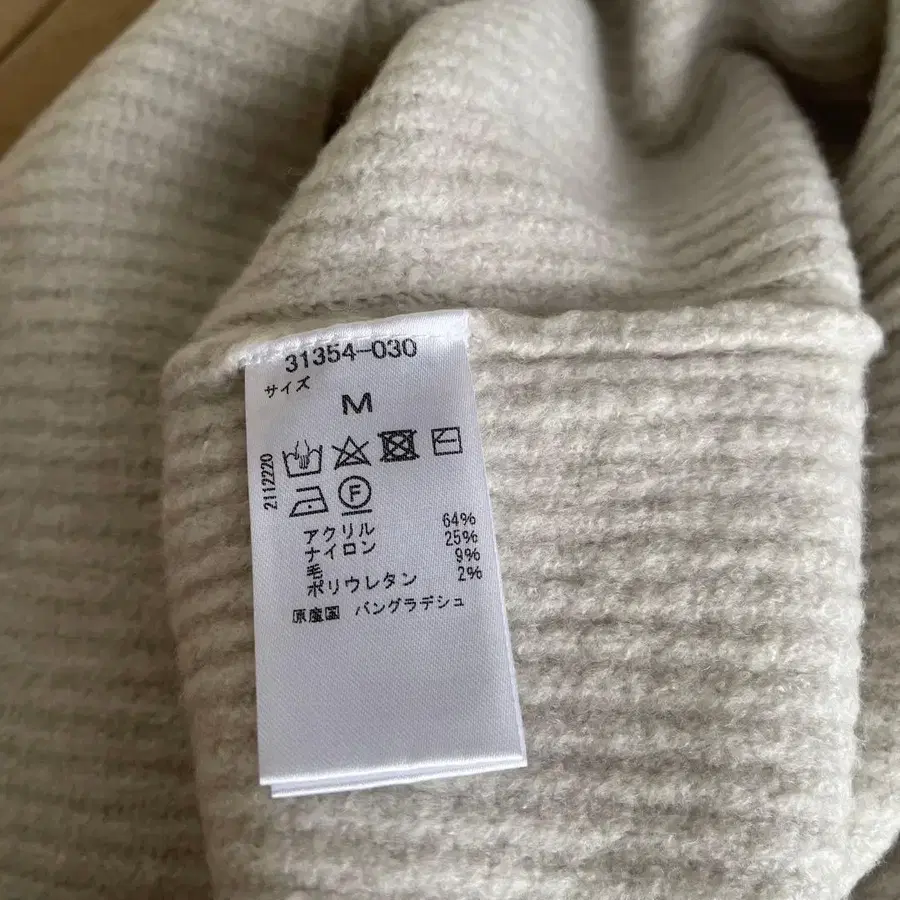 31354-030
サイズ
M
2112220
F
アクリル 64%
ナイロン 25%
毛 9%
ポリウレタン 2%
原産国 バングラデシュ